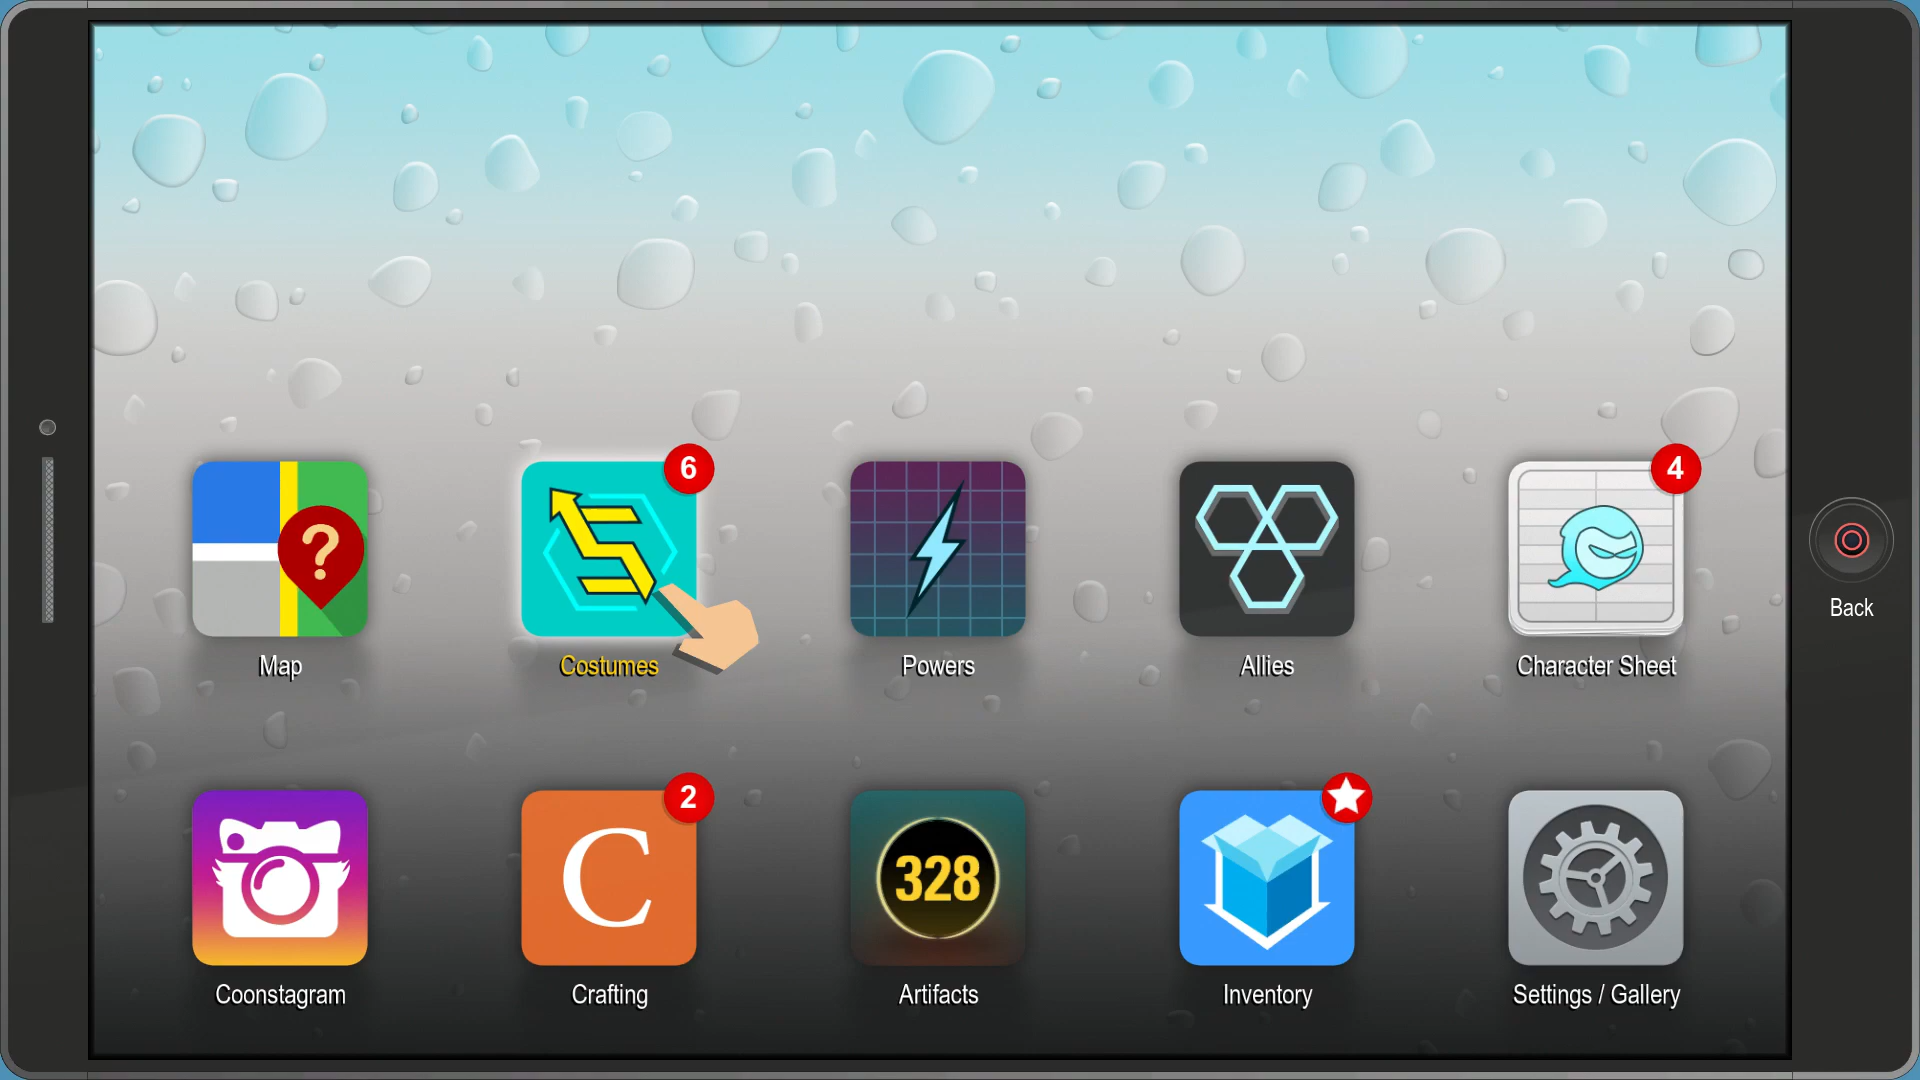 6
4
?
Map
Costumes
Powers
Allies
Character Sheet
Back
2
C
328
Coonstagram
Crafting
Artifacts
Inventory
Settings / Gallery